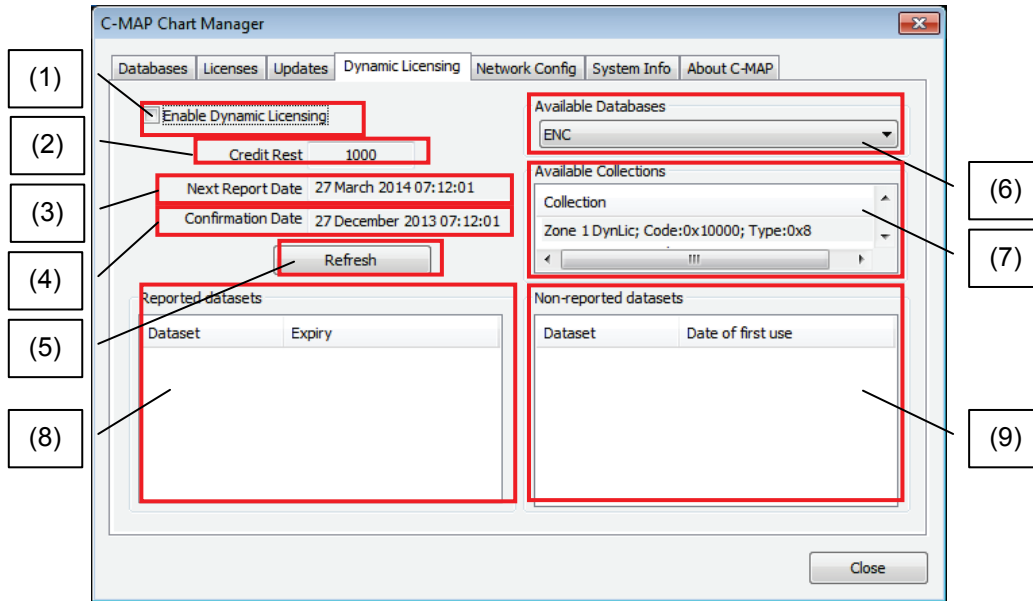 C-MAP Chart Manager
Databases Licenses Updates Dynamic Licensing Network Config System Info About C-MAP
(1)
Enable Dynamic Licensing
(2)
Credit Rest 1000
(3)
Next Report Date 27 March 2014 07:12:01
(4)
Confirmation Date 27 December 2013 07:12:01
(5)
Refresh
Available Databases
ENC
(6)
Available Collections
Collection
Zone 1 DynLic; Code:0x10000; Type:0x8
(7)
Reported datasets
Dataset Expiry
(8)
Non-reported datasets
Dataset Date of first use
(9)
Close